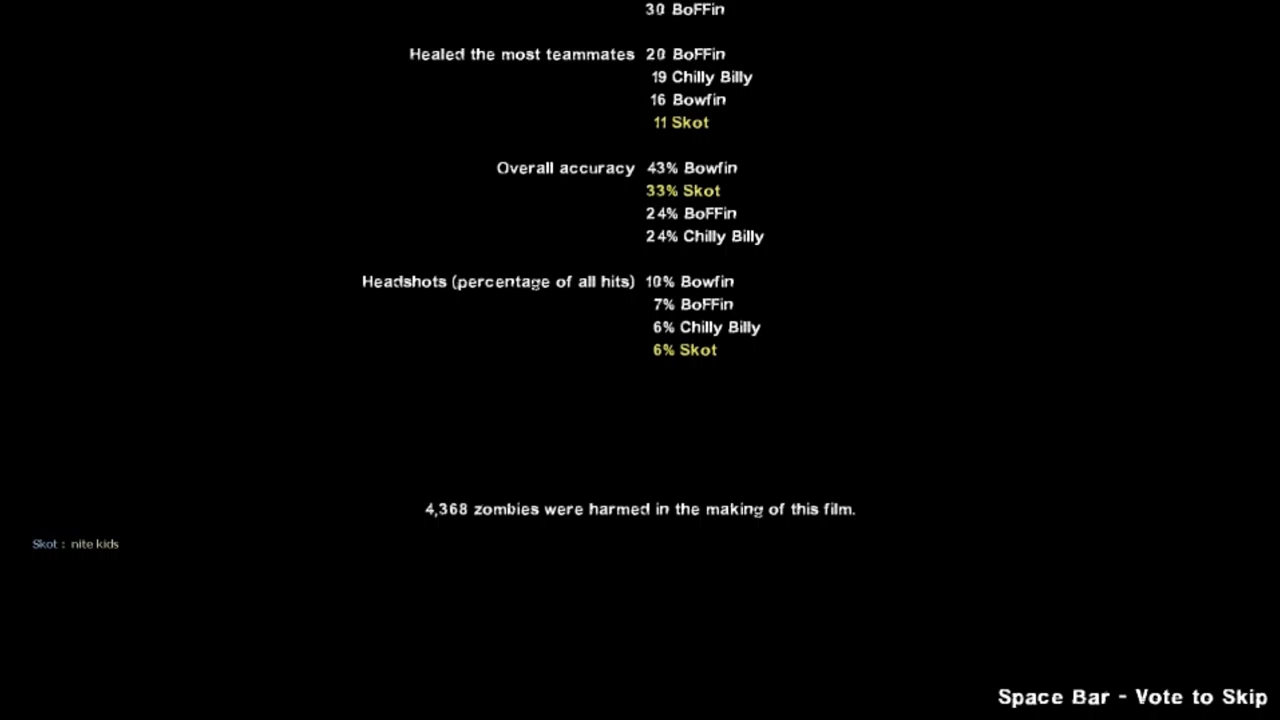 30 BoFFin
Healed the most teammates 20 BoFFin
19 Chilly Billy
16 Bowfin
11 Skot
Overall accuracy 43% Bowfin
33% Skot
24% BoFFin
24% Chilly Billy
Headshots (percentage of all hits) 10% Bowfin
7% BoFFin
6% Chilly Billy
6% Skot
4,368 zombies were harmed in the making of this film.
Skot : nite kids
Space Bar - Vote to Skip